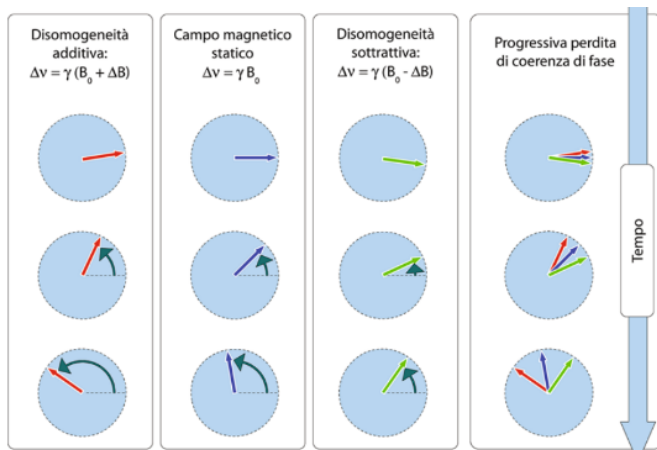 Disomogeneità
additiva:
Δν = γ (B₀ + ΔB)
Campo magnetico
statico
Δν = γ B₀
Disomogeneità
sottrattiva:
Δν = γ (B₀ - ΔB)
Progressiva perdita
di coerenza di fase
Tempo